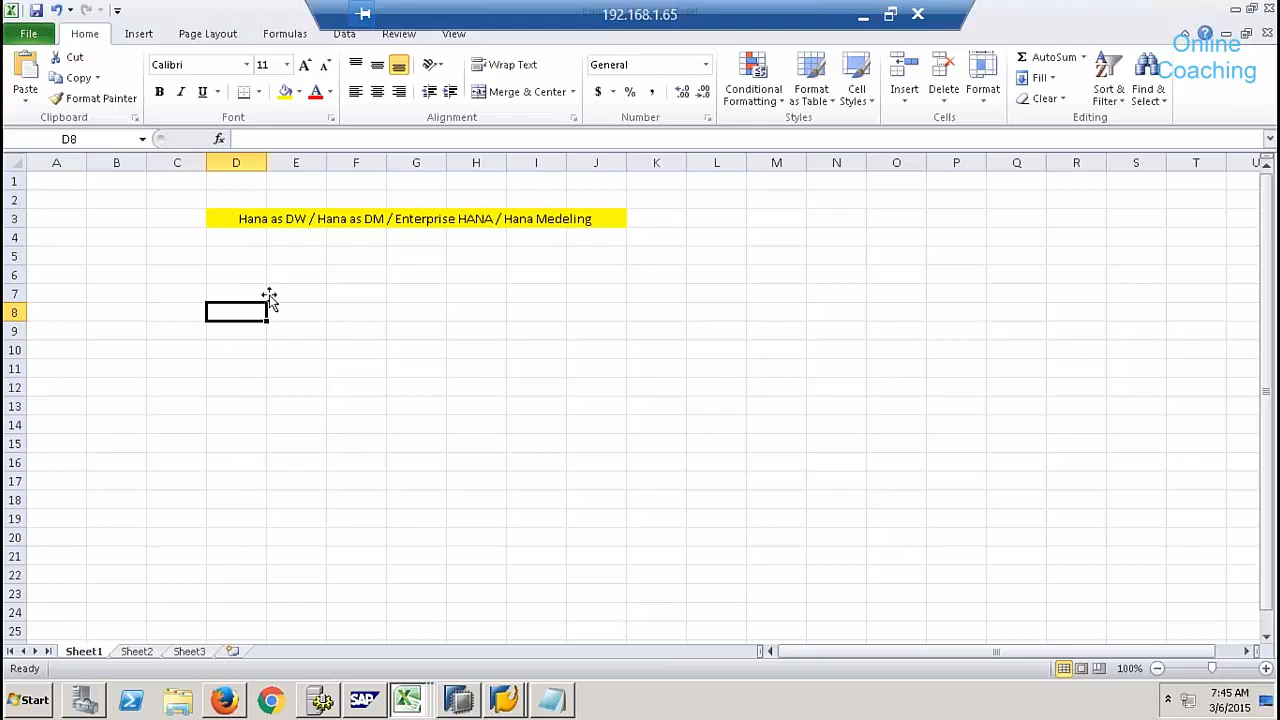 192.168.1.65
File Home Insert Page Layout Formulas Data Review View
Online
Coaching
Paste
Cut
Copy
Format Painter
Clipboard
Calibri 11
B I U A
Font
Wrap Text
Merge & Center
Alignment
General
$ % ,
Number
Conditional
Formatting
Format
as Table
Cell
Styles
Styles
Insert
Delete
Format
Cells
Σ AutoSum
Fill
Clear
Sort &
Filter
Find &
Select
Editing
D8 fx
A B C D E F G H I J K L M N O P Q R S T U
1
2
3 Hana as DW / Hana as DM / Enterprise HANA / Hana Medeling
4
5
6
7
8
9
10
11
12
13
14
15
16
17
18
19
20
21
22
23
24
25
Sheet1 Sheet2 Sheet3
Ready 100%
Start SAP 7:45 AM
3/6/2015